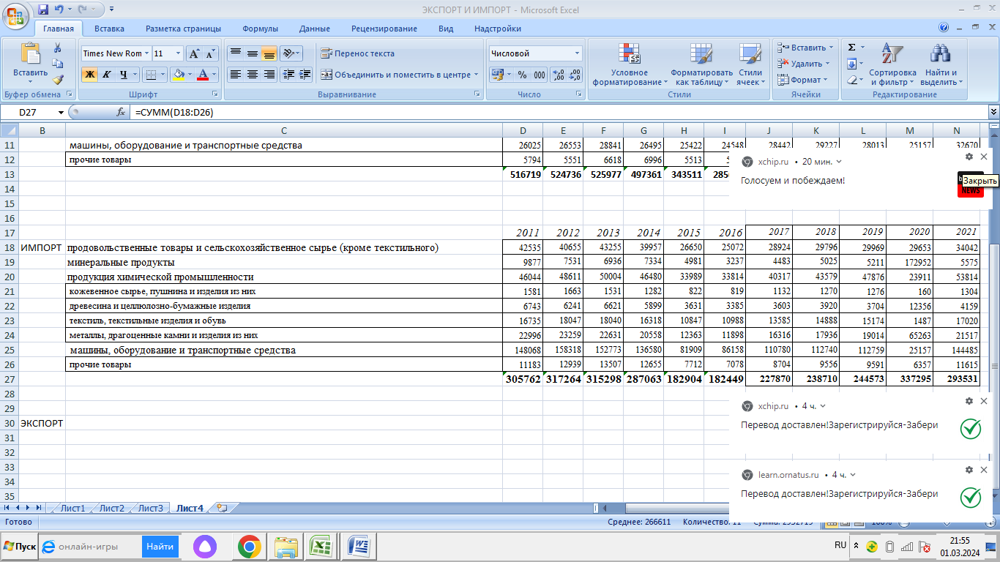 ЭКСПОРТ И ИМПОРТ - Microsoft Excel
Главная Вставка Разметка страницы Формулы Данные Рецензирование Вид Надстройки
Times New Rom 11 Перенос текста Числовой Вставить Σ
Вставить Удалить
Ж К Ч А Объединить и поместить в центре % 000 Условное форматирование Форматировать как таблицу Стили ячеек Формат Сортировка и фильтр Найти и выделить
Буфер обмена Шрифт Выравнивание Число Стили Ячейки Редактирование
D27 fx =СУММ(D18:D26)
B C D E F G H I J K L M N
11 машины, оборудование и транспортные средства 26025 26553 28841 26495 25422 24548 28442 29227 28013 25157 32670
12 прочие товары 5794 5551 6618 6996 5513
13 516719 524736 525977 497361 343511
xchip.ru • 20 мин.
Голосуем и побеждаем!
NEWS
Закрыть
14
15
16
17 2011 2012 2013 2014 2015 2016 2017 2018 2019 2020 2021
18 ИМПОРТ продовольственные товары и сельскохозяйственное сырье (кроме текстильного) 42535 40655 43255 39957 26650 25072 28924 29796 29969 29653 34042
19 минеральные продукты 9877 7531 6936 7334 4981 3237 4483 5025 5211 172952 5575
20 продукция химической промышленности 46044 48611 50004 46480 33989 33814 40317 43579 47876 23911 53814
21 кожевенное сырье, пушнина и изделия из них 1581 1663 1531 1282 822 819 1132 1270 1276 160 1304
22 древесина и целлюлозно-бумажные изделия 6743 6241 6621 5899 3631 3385 3603 3920 3704 12356 4159
23 текстиль, текстильные изделия и обувь 16735 18047 18040 16318 10847 10988 13585 14888 15174 1487 17020
24 металлы, драгоценные камни и изделия из них 22996 23259 22631 20558 12363 11898 16316 17936 19014 65263 21517
25 машины, оборудование и транспортные средства 148068 158318 152773 136580 81909 86158 110780 112740 112759 25157 144485
26 прочие товары 11183 12939 13507 12655 7712 7078 8704 9556 9591 6357 11615
27 305762 317264 315298 287063 182904 182449 227870 238710 244573 337295 293531
28
29
30 ЭКСПОРТ
31
32
33
34
35
xchip.ru • 4 ч.
Перевод доставлен!Зарегистрируйся-Забери
learn.ornatus.ru • 4 ч.
Перевод доставлен!Зарегистрируйся-Забери
Лист1 Лист2 Лист3 Лист4
Готово Среднее: 266611 Количество: 11
Пуск онлайн-игры Найти RU 21:55
01.03.2024